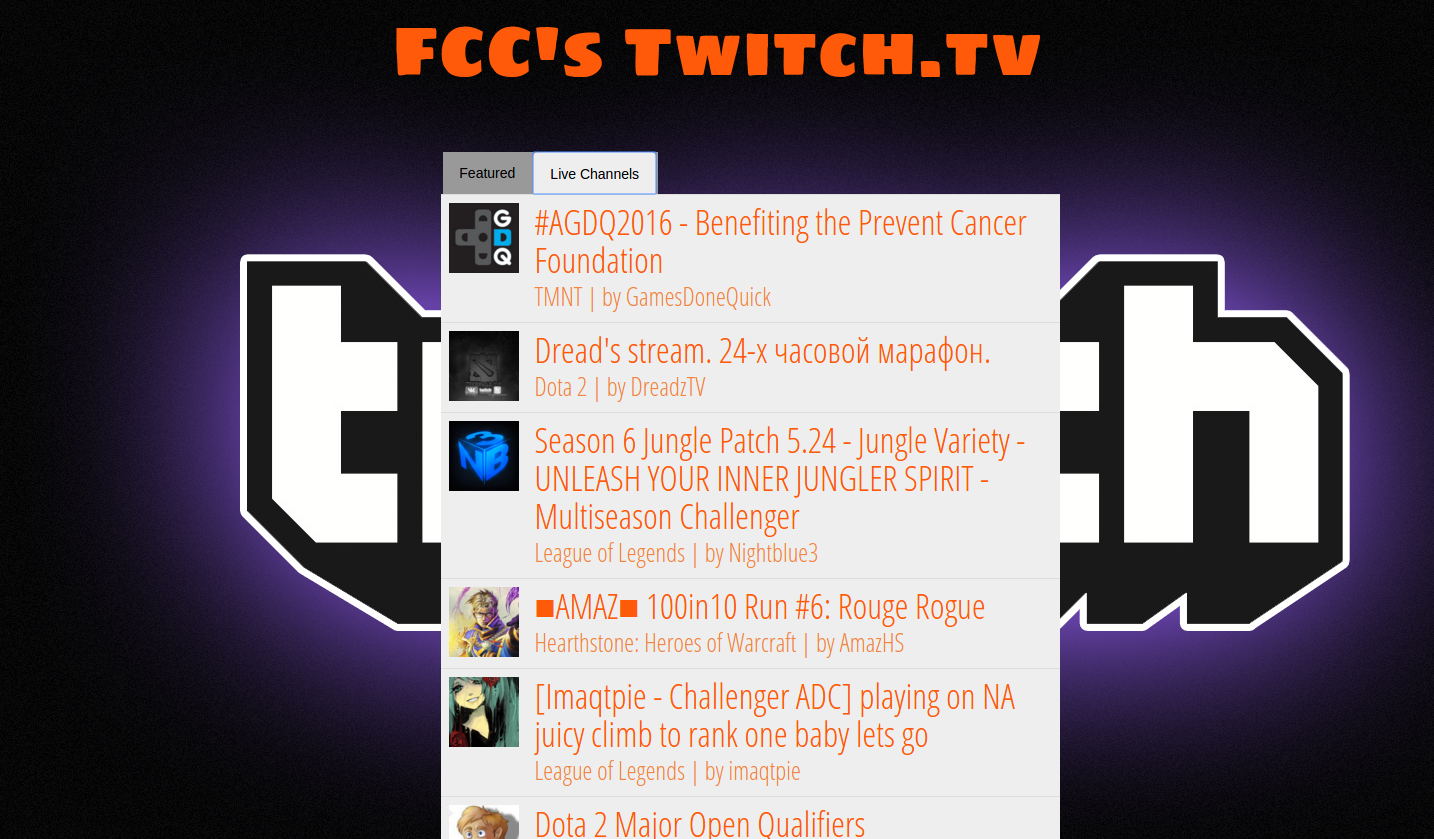 FCC's Twitch.tv
Featured
Live Channels
GDQ
#AGDQ2016 - Benefiting the Prevent Cancer
Foundation
TMNT | by GamesDoneQuick
Dread's stream. 24-х часовой марафон.
Dota 2 | by DreadzTV
3NB
Season 6 Jungle Patch 5.24 - Jungle Variety -
UNLEASH YOUR INNER JUNGLER SPIRIT -
Multiseason Challenger
League of Legends | by Nightblue3
■AMAZ■ 100in10 Run #6: Rouge Rogue
Hearthstone: Heroes of Warcraft | by AmazHS
[Imaqtpie - Challenger ADC] playing on NA
juicy climb to rank one baby lets go
League of Legends | by imaqtpie
Dota 2 Major Open Qualifiers